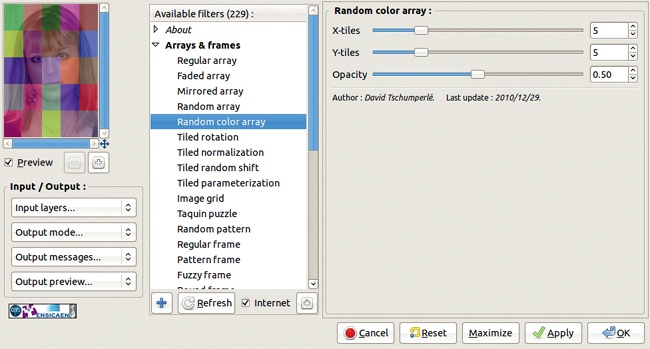 Preview
Input / Output :
Input layers...
Output mode...
Output messages...
Output preview...
ENSICAEN
Available filters (229) :
About
Arrays & frames
Regular array
Faded array
Mirrored array
Random array
Random color array
Tiled rotation
Tiled normalization
Tiled random shift
Tiled parameterization
Image grid
Taquin puzzle
Random pattern
Regular frame
Pattern frame
Fuzzy frame
Round frame
Refresh
Internet
Random color array :
X-tiles 5
Y-tiles 5
Opacity 0.50
Author : David Tschumperlé. Last update : 2010/12/29.
Cancel Reset Maximize Apply OK